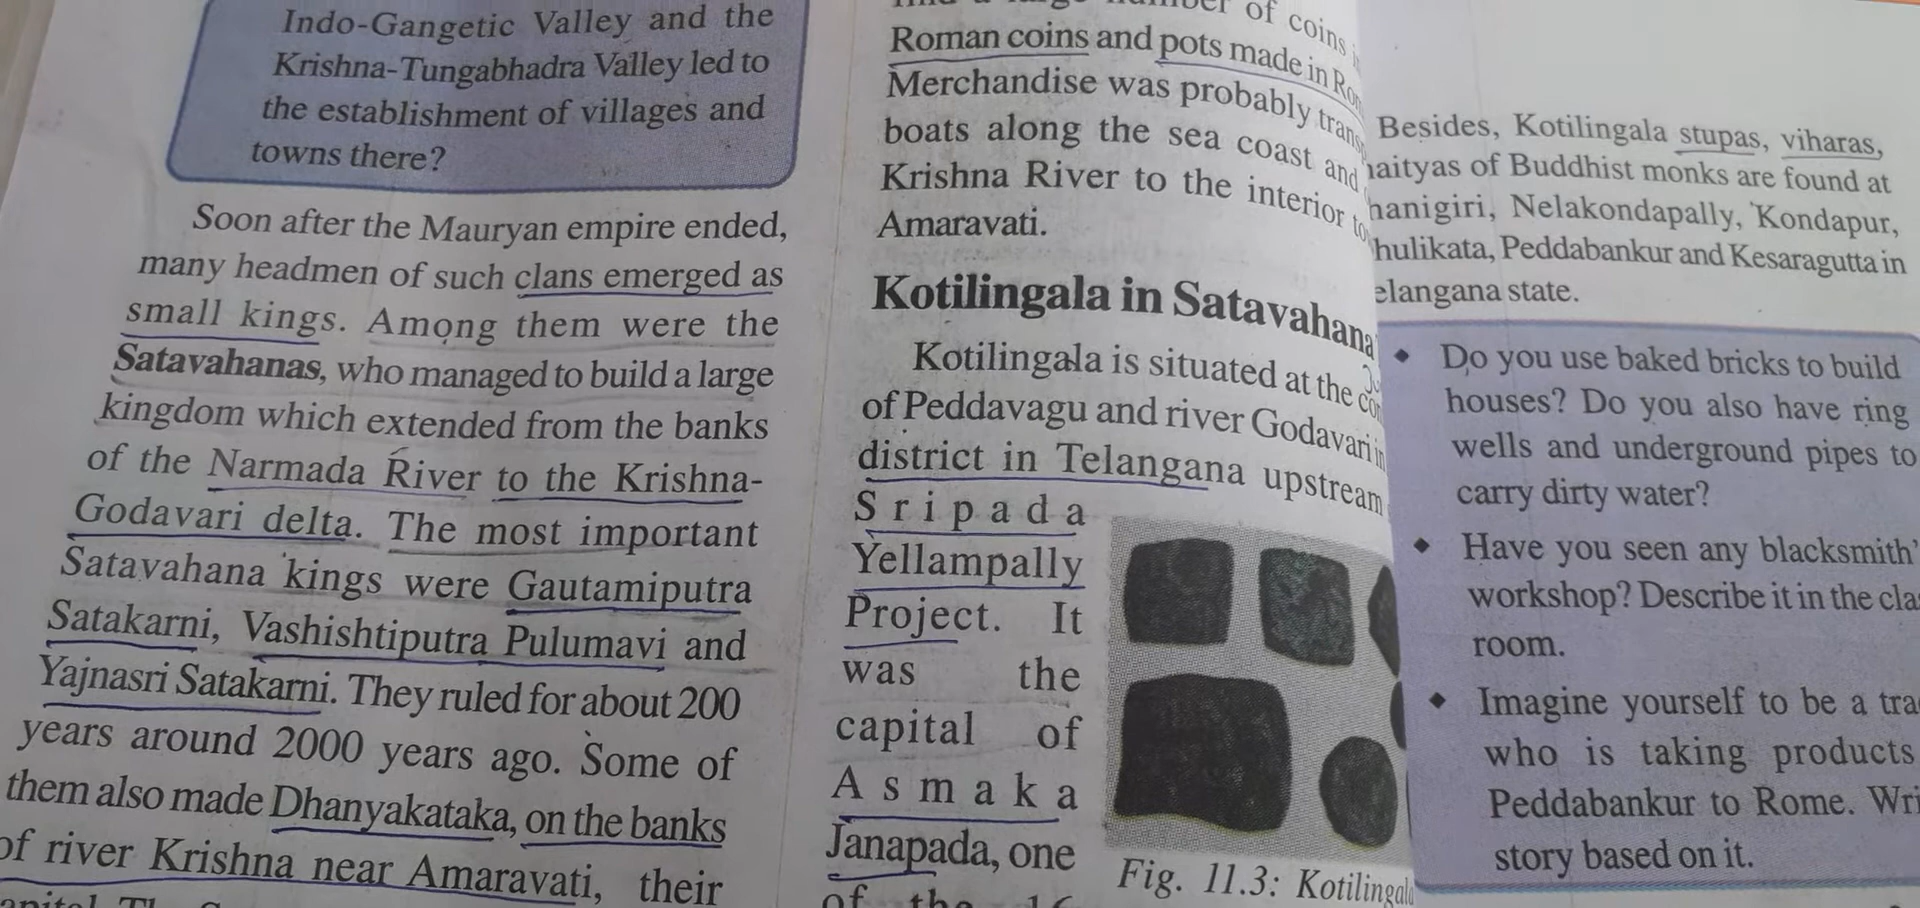 Indo-Gangetic Valley and the
Krishna-Tungabhadra Valley led to
the establishment of villages and
towns there?
Soon after the Mauryan empire ended,
many headmen of such clans emerged as
small kings. Among them were the
Satavahanas, who managed to build a large
kingdom which extended from the banks
of the Narmada River to the Krishna-
Godavari delta. The most important
Satavahana kings were Gautamiputra
Satakarni, Vashishtiputra Pulumavi and
Yajnasri Satakarni. They ruled for about 200
years around 2000 years ago. Some of
them also made Dhanyakataka, on the banks
of river Krishna near Amaravati, their
of coins
Roman coins and pots made in
Merchandise was probably
boats along the sea coast and
Krishna River to the interior
Amaravati.
Kotilingala in Satavahana
Kotilingala is situated at the
of Peddavagu and river Godavari
district in Telangana upstream
Sripada
Yellampally
Project. It
was the
capital of
Asmaka
Janapada, one
of the 16
Fig. 11.3: Kotilingala
Besides, Kotilingala stupas, viharas,
of Buddhist monks are found at
Nelakondapally, Kondapur,
Peddabankur and Kesaragutta in
state.
• Do you use baked bricks to build
houses? Do you also have ring
wells and underground pipes to
carry dirty water?
• Have you seen any blacksmith'
workshop? Describe it in the
room.
• Imagine yourself to be a
who is taking products
Peddabankur to Rome.
story based on it.